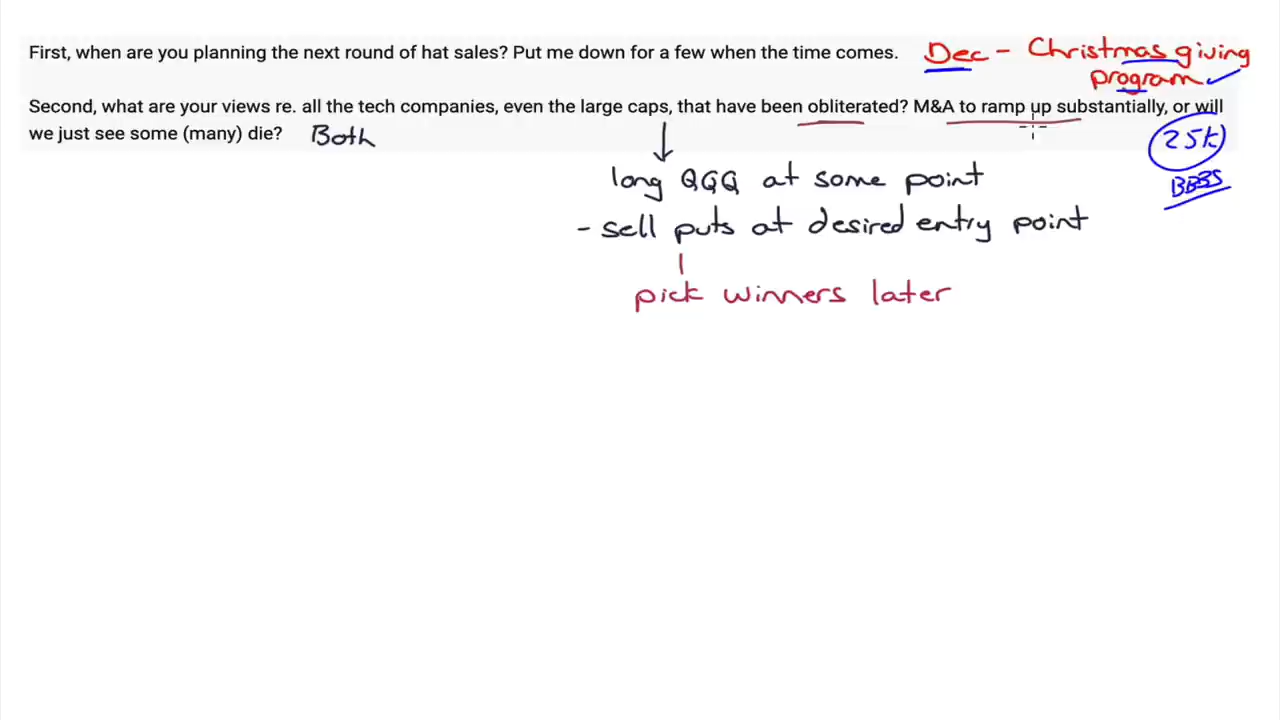 First, when are you planning the next round of hat sales? Put me down for a few when the time comes. Dec - Christmas giving
program
Second, what are your views re. all the tech companies, even the large caps, that have been obliterated? M&A to ramp up substantially, or will
we just see some (many) die? Both
25k
BBBS
long QQQ at some point
- sell puts at desired entry point
pick winners later